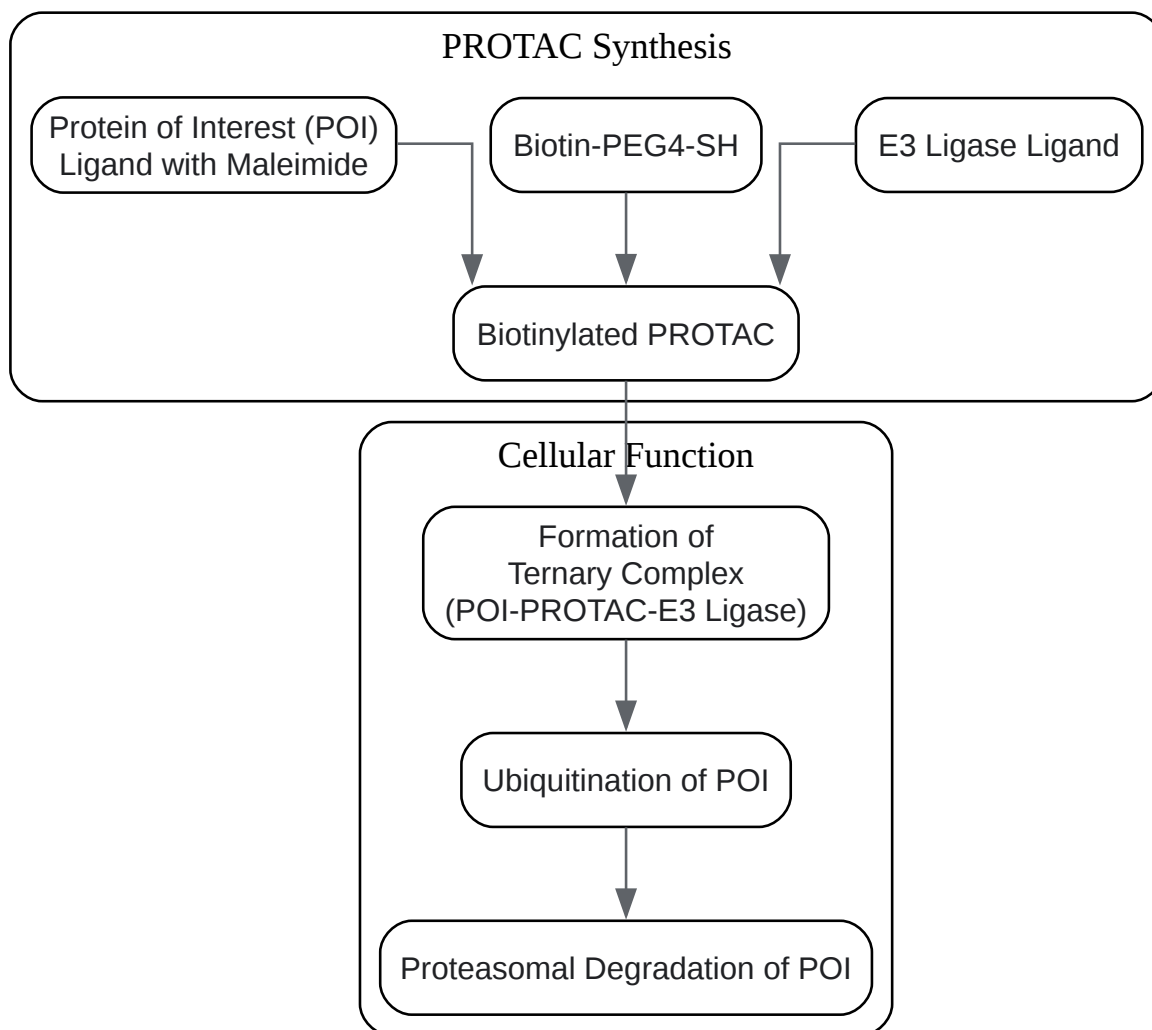 PROTAC Synthesis
Protein of Interest (POI)
Ligand with Maleimide
Biotin-PEG4-SH
E3 Ligase Ligand
Biotinylated PROTAC
Cellular Function
Formation of
Ternary Complex
(POI-PROTAC-E3 Ligase)
Ubiquitination of POI
Proteasomal Degradation of POI